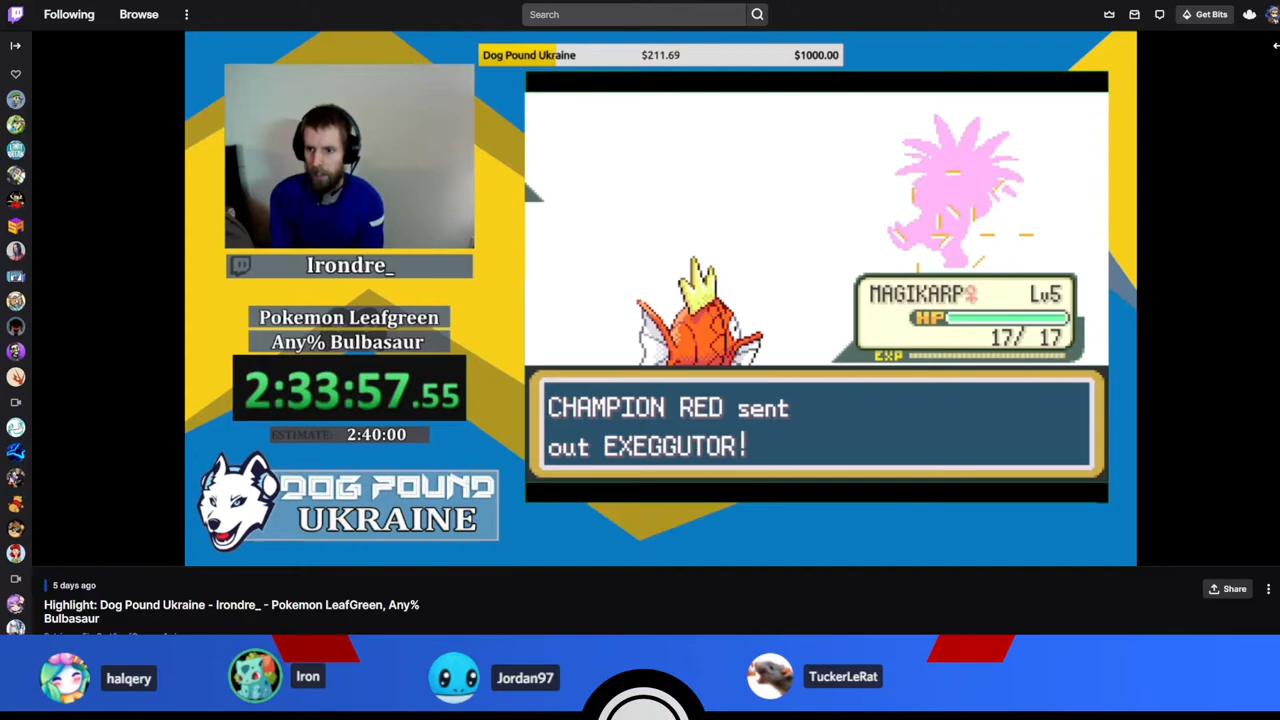 Following
Browse
Search
Get Bits
Dog Pound Ukraine $211.69 $1000.00
Irondre_
Pokemon Leafgreen
Any% Bulbasaur
2:33:57.55
ESTIMATE: 2:40:00
DOG POUND
UKRAINE
MAGIKARP♀ Lv5
HP
17/ 17
EXP
CHAMPION RED sent
out EXEGGUTOR!
5 days ago
Share
Highlight: Dog Pound Ukraine - Irondre_ - Pokemon LeafGreen, Any%
Bulbasaur
halqery
Iron
Jordan97
TuckerLeRat